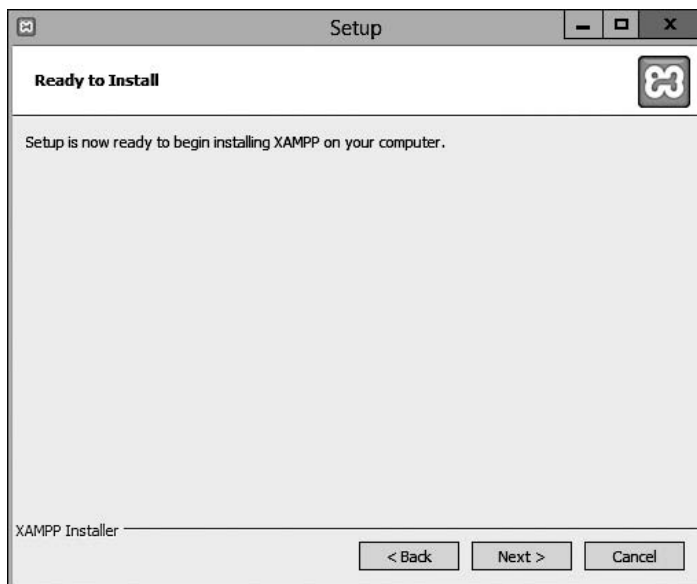 Setup
Ready to Install
Setup is now ready to begin installing XAMPP on your computer.
XAMPP Installer
< Back Next > Cancel